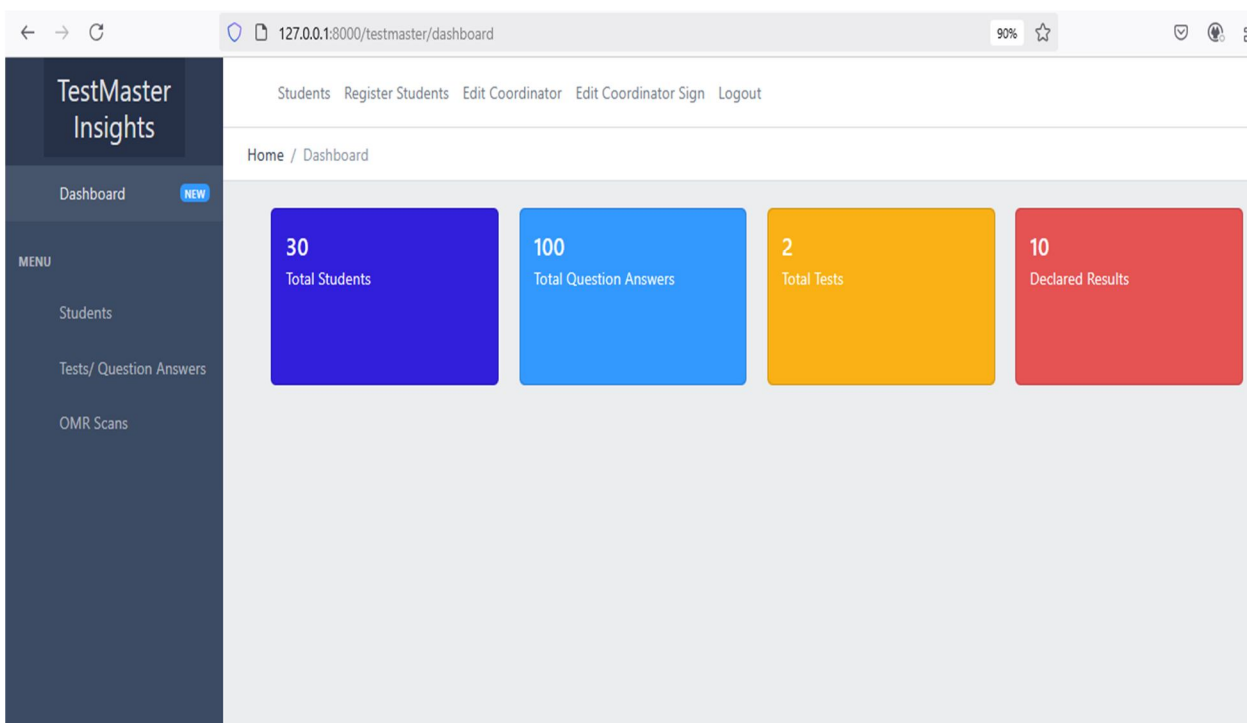 127.0.0.1:8000/testmaster/dashboard
90%
TestMaster
Insights
Students Register Students Edit Coordinator Edit Coordinator Sign Logout
Home / Dashboard
Dashboard NEW
MENU
Students
Tests/ Question Answers
OMR Scans
30
Total Students
100
Total Question Answers
2
Total Tests
10
Declared Results